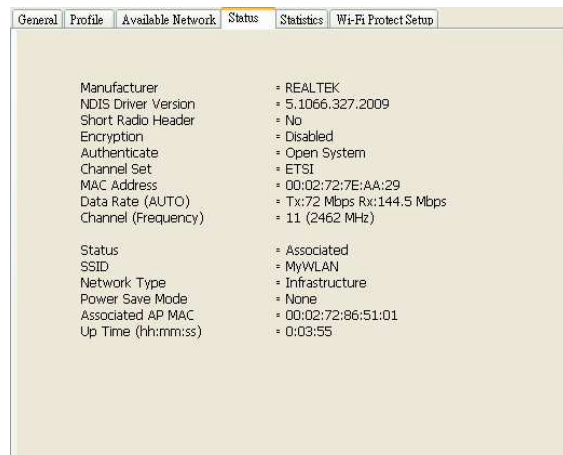 General Profile Available Network Status Statistics Wi-Fi Protect Setup
Manufacturer = REALTEK
NDIS Driver Version = 5.1066.327.2009
Short Radio Header = No
Encryption = Disabled
Authenticate = Open System
Channel Set = ETSI
MAC Address = 00:02:72:7E:AA:29
Data Rate (AUTO) = Tx:72 Mbps Rx:144.5 Mbps
Channel (Frequency) = 11 (2462 MHz)
Status = Associated
SSID = MyWLAN
Network Type = Infrastructure
Power Save Mode = None
Associated AP MAC = 00:02:72:86:51:01
Up Time (hh:mm:ss) = 0:03:55